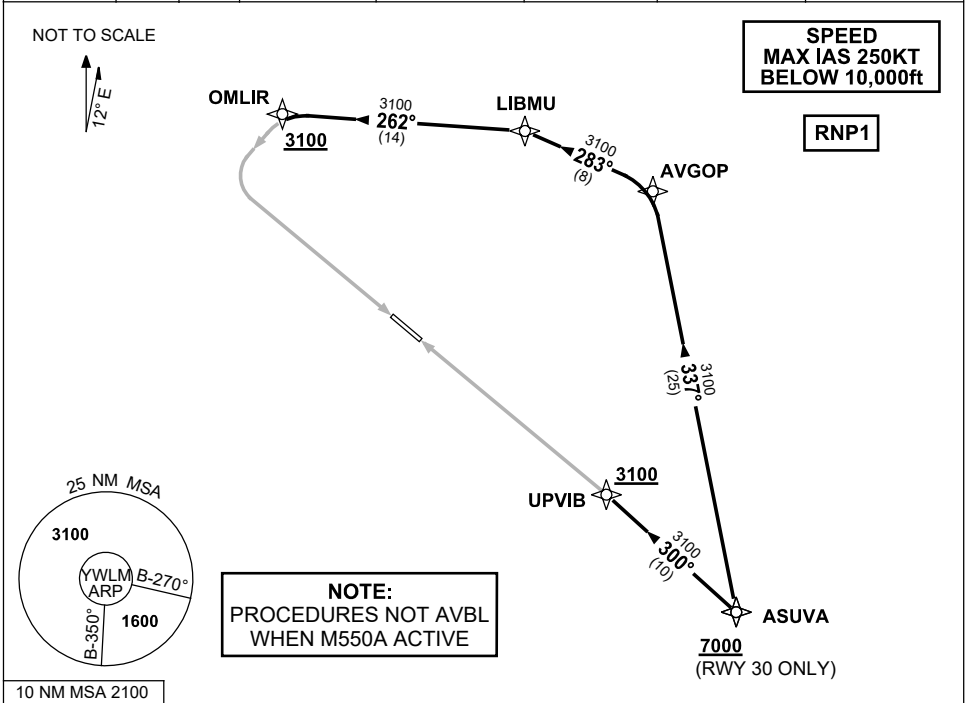 NOT TO SCALE
12° E
SPEED
MAX IAS 250KT
BELOW 10,000ft
RNP1
OMLIR
3100
3100
262°
(14)
LIBMU
3100
283°
(8)
AVGOP
3100
337°
(25)
3100
UPVIB
3100
300°
(10)
ASUVA
7000
(RWY 30 ONLY)
25 NM MSA
3100
YWLM
ARP
B-270°
B-350°
1600
NOTE:
PROCEDURES NOT AVBL
WHEN M550A ACTIVE
10 NM MSA 2100